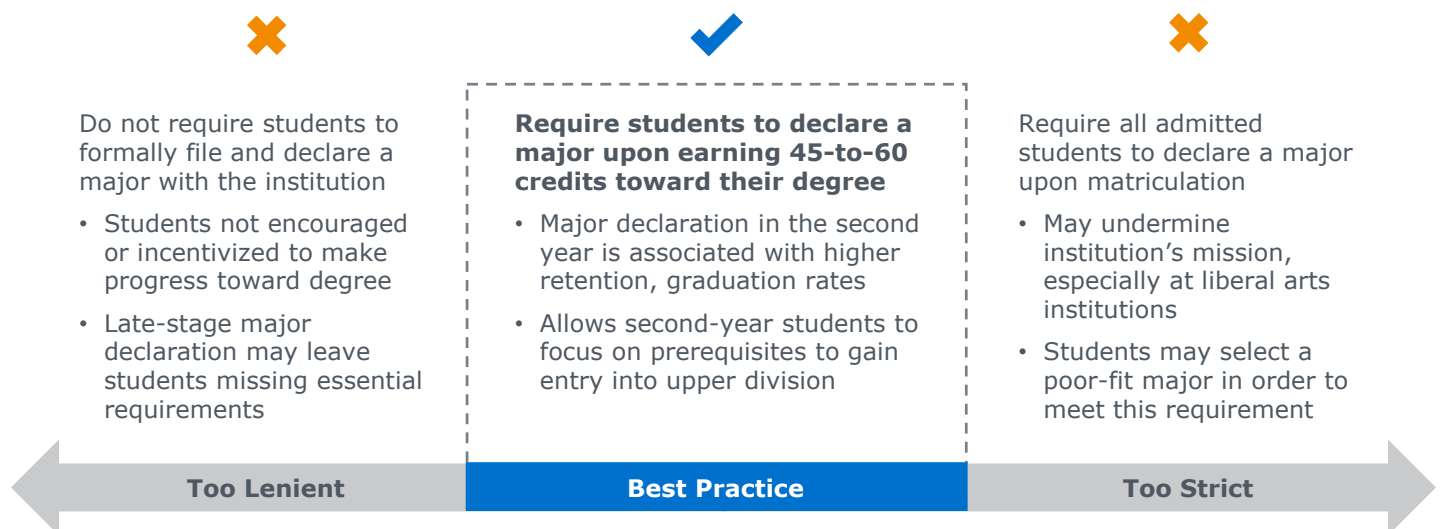 Do not require students to
formally file and declare a
major with the institution
• Students not encouraged
or incentivized to make
progress toward degree
• Late-stage major
declaration may leave
students missing essential
requirements
Require students to declare a
major upon earning 45-to-60
credits toward their degree
• Major declaration in the second
year is associated with higher
retention, graduation rates
• Allows second-year students to
focus on prerequisites to gain
entry into upper division
Require all admitted
students to declare a major
upon matriculation
• May undermine
institution’s mission,
especially at liberal arts
institutions
• Students may select a
poor-fit major in order to
meet this requirement
Too Lenient
Best Practice
Too Strict